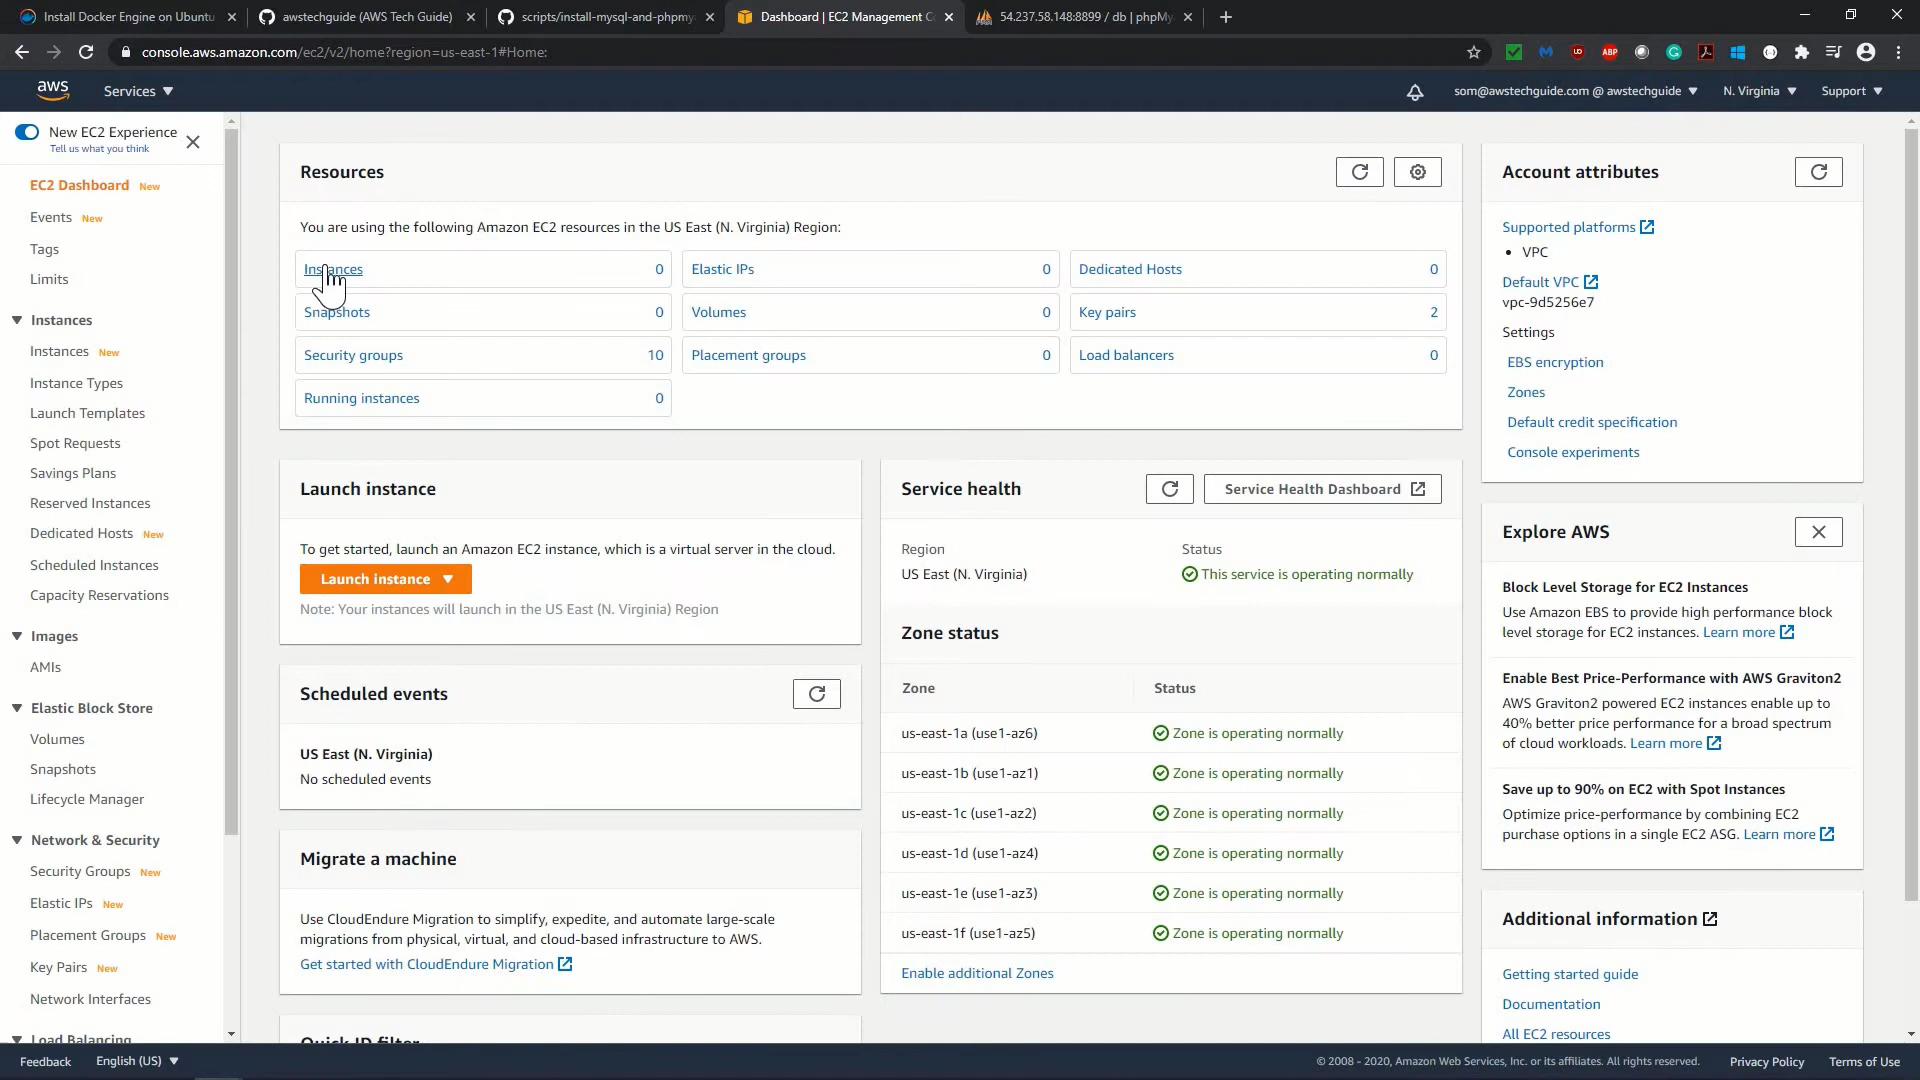 Install Docker Engine on Ubuntu
awstechguide (AWS Tech Guide)
scripts/install-mysql-and-phpmy
Dashboard | EC2 Management C
54.237.58.148:8899 / db | phpMy
console.aws.amazon.com/ec2/v2/home?region=us-east-1#Home:
aws
Services
som@awstechguide.com @ awstechguide
N. Virginia
Support
New EC2 Experience
Tell us what you think
EC2 Dashboard New
Events New
Tags
Limits
Instances
Instances New
Instance Types
Launch Templates
Spot Requests
Savings Plans
Reserved Instances
Dedicated Hosts New
Scheduled Instances
Capacity Reservations
Images
AMIs
Elastic Block Store
Volumes
Snapshots
Lifecycle Manager
Network & Security
Security Groups New
Elastic IPs New
Placement Groups New
Key Pairs New
Network Interfaces
Load Balancing
Resources
You are using the following Amazon EC2 resources in the US East (N. Virginia) Region:
Instances 0
Elastic IPs 0
Dedicated Hosts 0
Snapshots 0
Volumes 0
Key pairs 2
Security groups 10
Placement groups 0
Load balancers 0
Running instances 0
Launch instance
To get started, launch an Amazon EC2 instance, which is a virtual server in the cloud.
Launch instance
Note: Your instances will launch in the US East (N. Virginia) Region
Scheduled events
US East (N. Virginia)
No scheduled events
Migrate a machine
Use CloudEndure Migration to simplify, expedite, and automate large-scale
migrations from physical, virtual, and cloud-based infrastructure to AWS.
Get started with CloudEndure Migration
Quick ID filter
Service health
Service Health Dashboard
Region
Status
US East (N. Virginia)
This service is operating normally
Zone status
Zone
Status
us-east-1a (use1-az6)
Zone is operating normally
us-east-1b (use1-az1)
Zone is operating normally
us-east-1c (use1-az2)
Zone is operating normally
us-east-1d (use1-az4)
Zone is operating normally
us-east-1e (use1-az3)
Zone is operating normally
us-east-1f (use1-az5)
Zone is operating normally
Enable additional Zones
Account attributes
Supported platforms
• VPC
Default VPC
vpc-9d5256e7
Settings
EBS encryption
Zones
Default credit specification
Console experiments
Explore AWS
Block Level Storage for EC2 Instances
Use Amazon EBS to provide high performance block
level storage for EC2 instances. Learn more
Enable Best Price-Performance with AWS Graviton2
AWS Graviton2 powered EC2 instances enable up to
40% better price performance for a broad spectrum
of cloud workloads. Learn more
Save up to 90% on EC2 with Spot Instances
Optimize price-performance by combining EC2
purchase options in a single EC2 ASG. Learn more
Additional information
Getting started guide
Documentation
All EC2 resources
Feedback
English (US)
© 2008 - 2020, Amazon Web Services, Inc. or its affiliates. All rights reserved.
Privacy Policy
Terms of Use